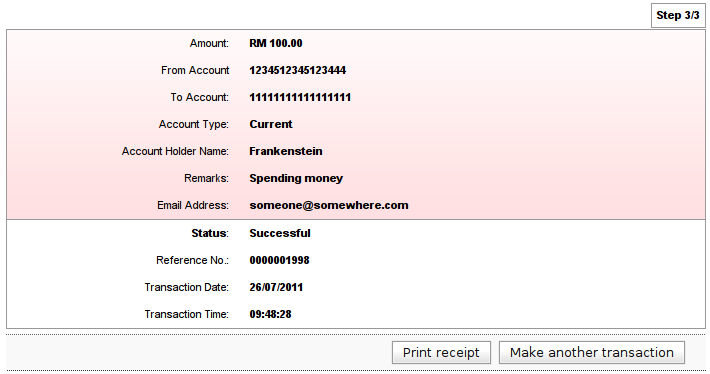 Step 3/3
Amount: RM 100.00
From Account 1234512345123444
To Account: 11111111111111111
Account Type: Current
Account Holder Name: Frankenstein
Remarks: Spending money
Email Address: someone@somewhere.com
Status: Successful
Reference No.: 0000001998
Transaction Date: 26/07/2011
Transaction Time: 09:48:28
Print receipt Make another transaction